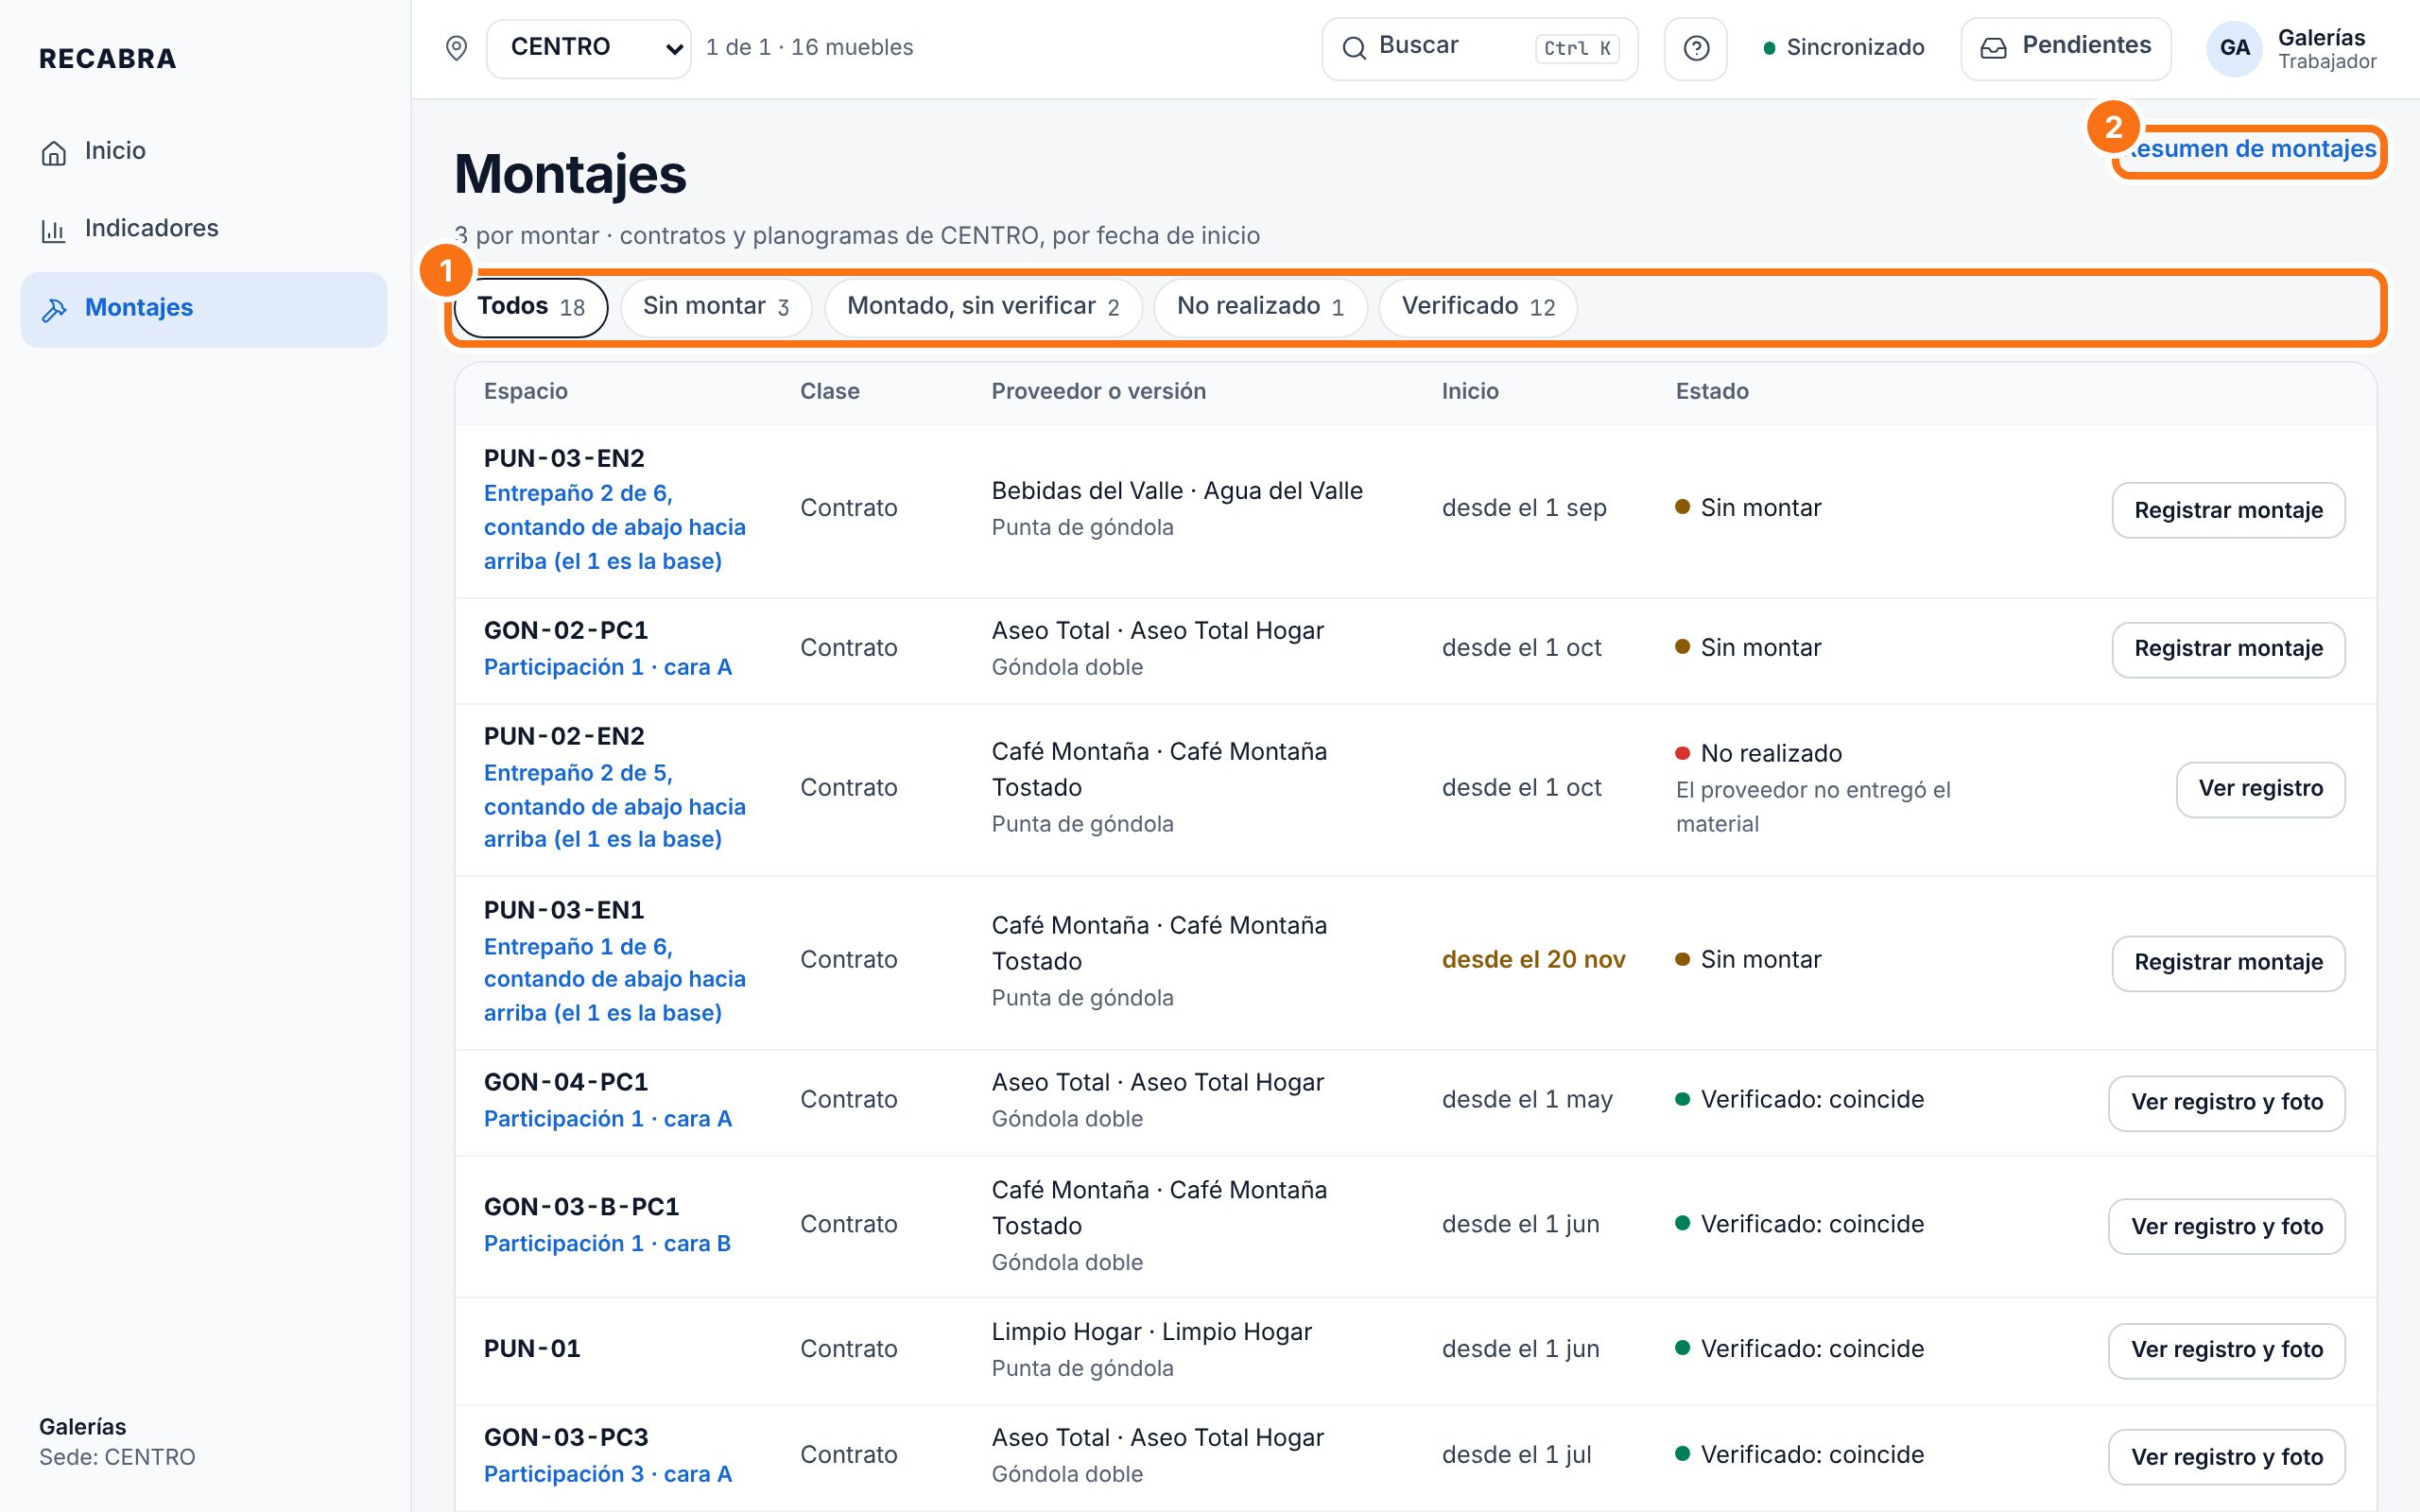 RECABRA
Inicio
Indicadores
Montajes
Galerías
Sede: CENTRO
CENTRO
1 de 1 · 16 muebles
Buscar
Ctrl K
Sincronizado
Pendientes
GA
Galerías
Trabajador
Montajes
2
esumen de montajes
3 por montar · contratos y planogramas de CENTRO, por fecha de inicio
1
Todos 18
Sin montar 3
Montado, sin verificar 2
No realizado 1
Verificado 12
Espacio
Clase
Proveedor o versión
Inicio
Estado
PUN-03-EN2
Entrepaño 2 de 6,
contando de abajo hacia
arriba (el 1 es la base)
Contrato
Bebidas del Valle · Agua del Valle
Punta de góndola
desde el 1 sep
Sin montar
Registrar montaje
GON-02-PC1
Participación 1 · cara A
Contrato
Aseo Total · Aseo Total Hogar
Góndola doble
desde el 1 oct
Sin montar
Registrar montaje
PUN-02-EN2
Entrepaño 2 de 5,
contando de abajo hacia
arriba (el 1 es la base)
Contrato
Café Montaña · Café Montaña
Tostado
Punta de góndola
desde el 1 oct
No realizado
El proveedor no entregó el
material
Ver registro
PUN-03-EN1
Entrepaño 1 de 6,
contando de abajo hacia
arriba (el 1 es la base)
Contrato
Café Montaña · Café Montaña
Tostado
Punta de góndola
desde el 20 nov
Sin montar
Registrar montaje
GON-04-PC1
Participación 1 · cara A
Contrato
Aseo Total · Aseo Total Hogar
Góndola doble
desde el 1 may
Verificado: coincide
Ver registro y foto
GON-03-B-PC1
Participación 1 · cara B
Contrato
Café Montaña · Café Montaña
Tostado
Góndola doble
desde el 1 jun
Verificado: coincide
Ver registro y foto
PUN-01
Contrato
Limpio Hogar · Limpio Hogar
Punta de góndola
desde el 1 jun
Verificado: coincide
Ver registro y foto
GON-03-PC3
Participación 3 · cara A
Contrato
Aseo Total · Aseo Total Hogar
Góndola doble
desde el 1 jul
Verificado: coincide
Ver registro y foto